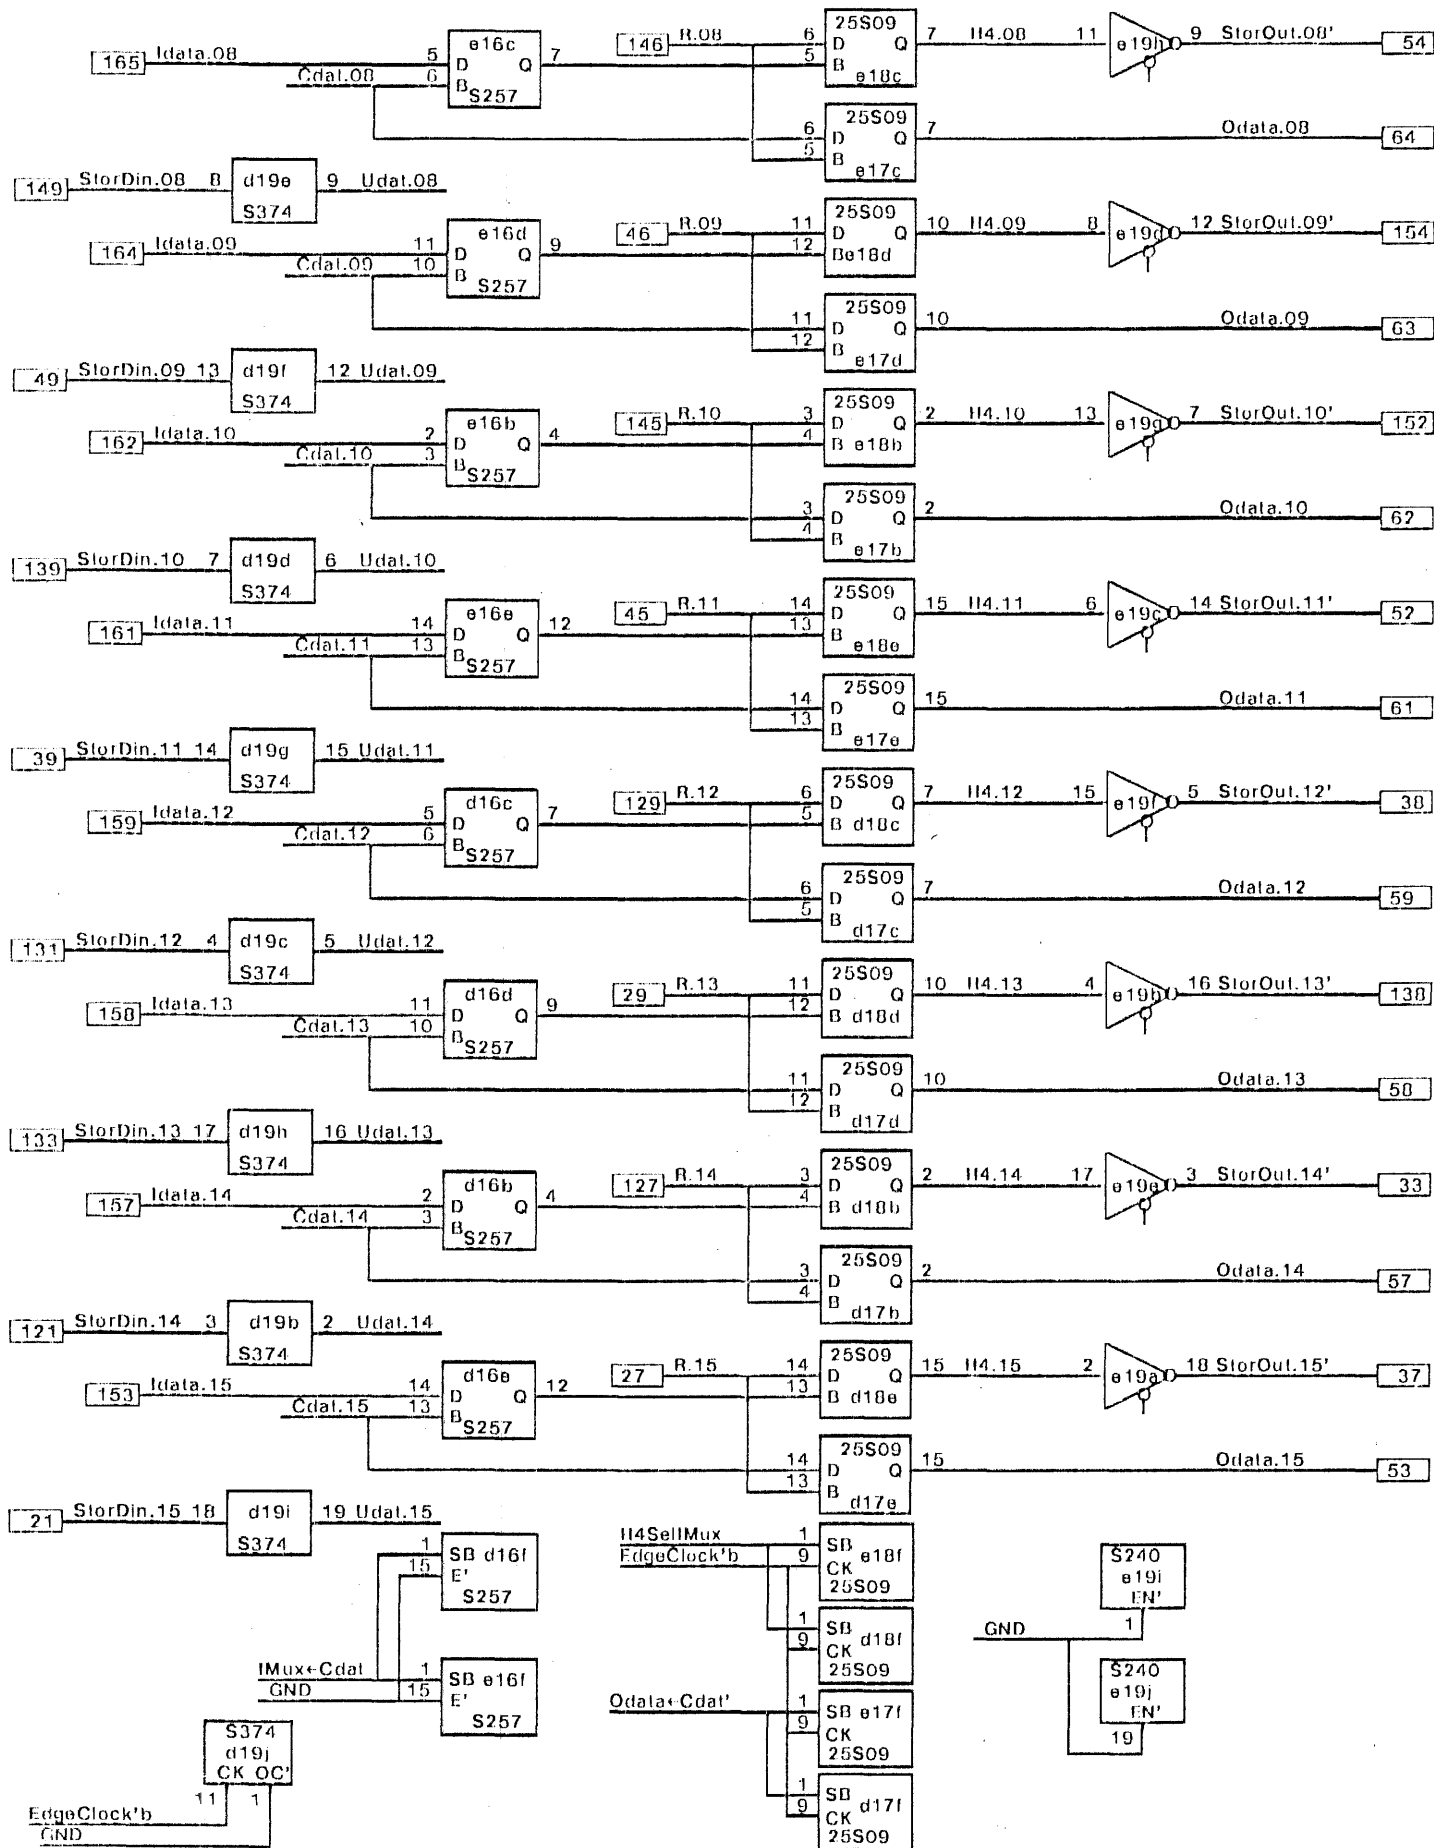 165 Idata.08 5 D e16c Q 7 146 R.08 6 D 25S09 Q 7 H4.08 11 e19h 9 StorOut.08' 54
Cdat.08 6 B S257 5 B e18c
6 D 25S09 Q 7 Odata.08 64
5 B e17c
149 StorDin.08 8 d19e 9 Udat.08
S374
164 Idata.09 11 D e16d Q 9 46 R.09 11 D 25S09 Q 10 H4.09 8 e19d 12 StorOut.09' 154
Cdat.09 10 B S257 12 B e18d
11 D 25S09 Q 10 Odata.09 63
12 B e17d
49 StorDin.09 13 d19f 12 Udat.09
S374
162 Idata.10 2 D e16b Q 4 145 R.10 3 D 25S09 Q 2 H4.10 13 e19g 7 StorOut.10' 152
Cdat.10 3 B S257 4 B e18b
3 D 25S09 Q 2 Odata.10 62
4 B e17b
139 StorDin.10 7 d19d 6 Udat.10
S374
161 Idata.11 14 D e16e Q 12 45 R.11 14 D 25S09 Q 15 H4.11 6 e19c 14 StorOut.11' 52
Cdat.11 13 B S257 13 B e18e
14 D 25S09 Q 15 Odata.11 61
13 B e17e
39 StorDin.11 14 d19g 15 Udat.11
S374
159 Idata.12 5 D d16c Q 7 129 R.12 6 D 25S09 Q 7 H4.12 15 e19f 5 StorOut.12' 38
Cdat.12 6 B S257 5 B d18c
6 D 25S09 Q 7 Odata.12 59
5 B d17c
131 StorDin.12 4 d19c 5 Udat.12
S374
158 Idata.13 11 D d16d Q 9 29 R.13 11 D 25S09 Q 10 H4.13 4 e19b 16 StorOut.13' 138
Cdat.13 10 B S257 12 B d18d
11 D 25S09 Q 10 Odata.13 58
12 B d17d
133 StorDin.13 17 d19h 16 Udat.13
S374
157 Idata.14 2 D d16b Q 4 127 R.14 3 D 25S09 Q 2 H4.14 17 e19e 3 StorOut.14' 33
Cdat.14 3 B S257 4 B d18b
3 D 25S09 Q 2 Odata.14 57
4 B d17b
121 StorDin.14 3 d19b 2 Udat.14
S374
153 Idata.15 14 D d16e Q 12 27 R.15 14 D 25S09 Q 15 H4.15 2 e19a 18 StorOut.15' 37
Cdat.15 13 B S257 13 B d18e
14 D 25S09 Q 15 Odata.15 53
13 B d17e
21 StorDin.15 18 d19i 19 Udat.15
S374
1 SB d16f
15 E'
S257
H4SelIMux 1 SB e18f
EdgeClock'b 9 CK
25S09
S240
e19i
EN'
1
GND
1 SB d18f
9 CK
25S09
IMux←Cdat 1 SB e16f
GND 15 E'
S257
S240
e19j
EN'
19
Odata←Cdat' 1 SB e17f
9 CK
25S09
S374
d19j
CK OC'
11 1
EdgeClock'b
GND
1 SB d17f
9 CK
25S09